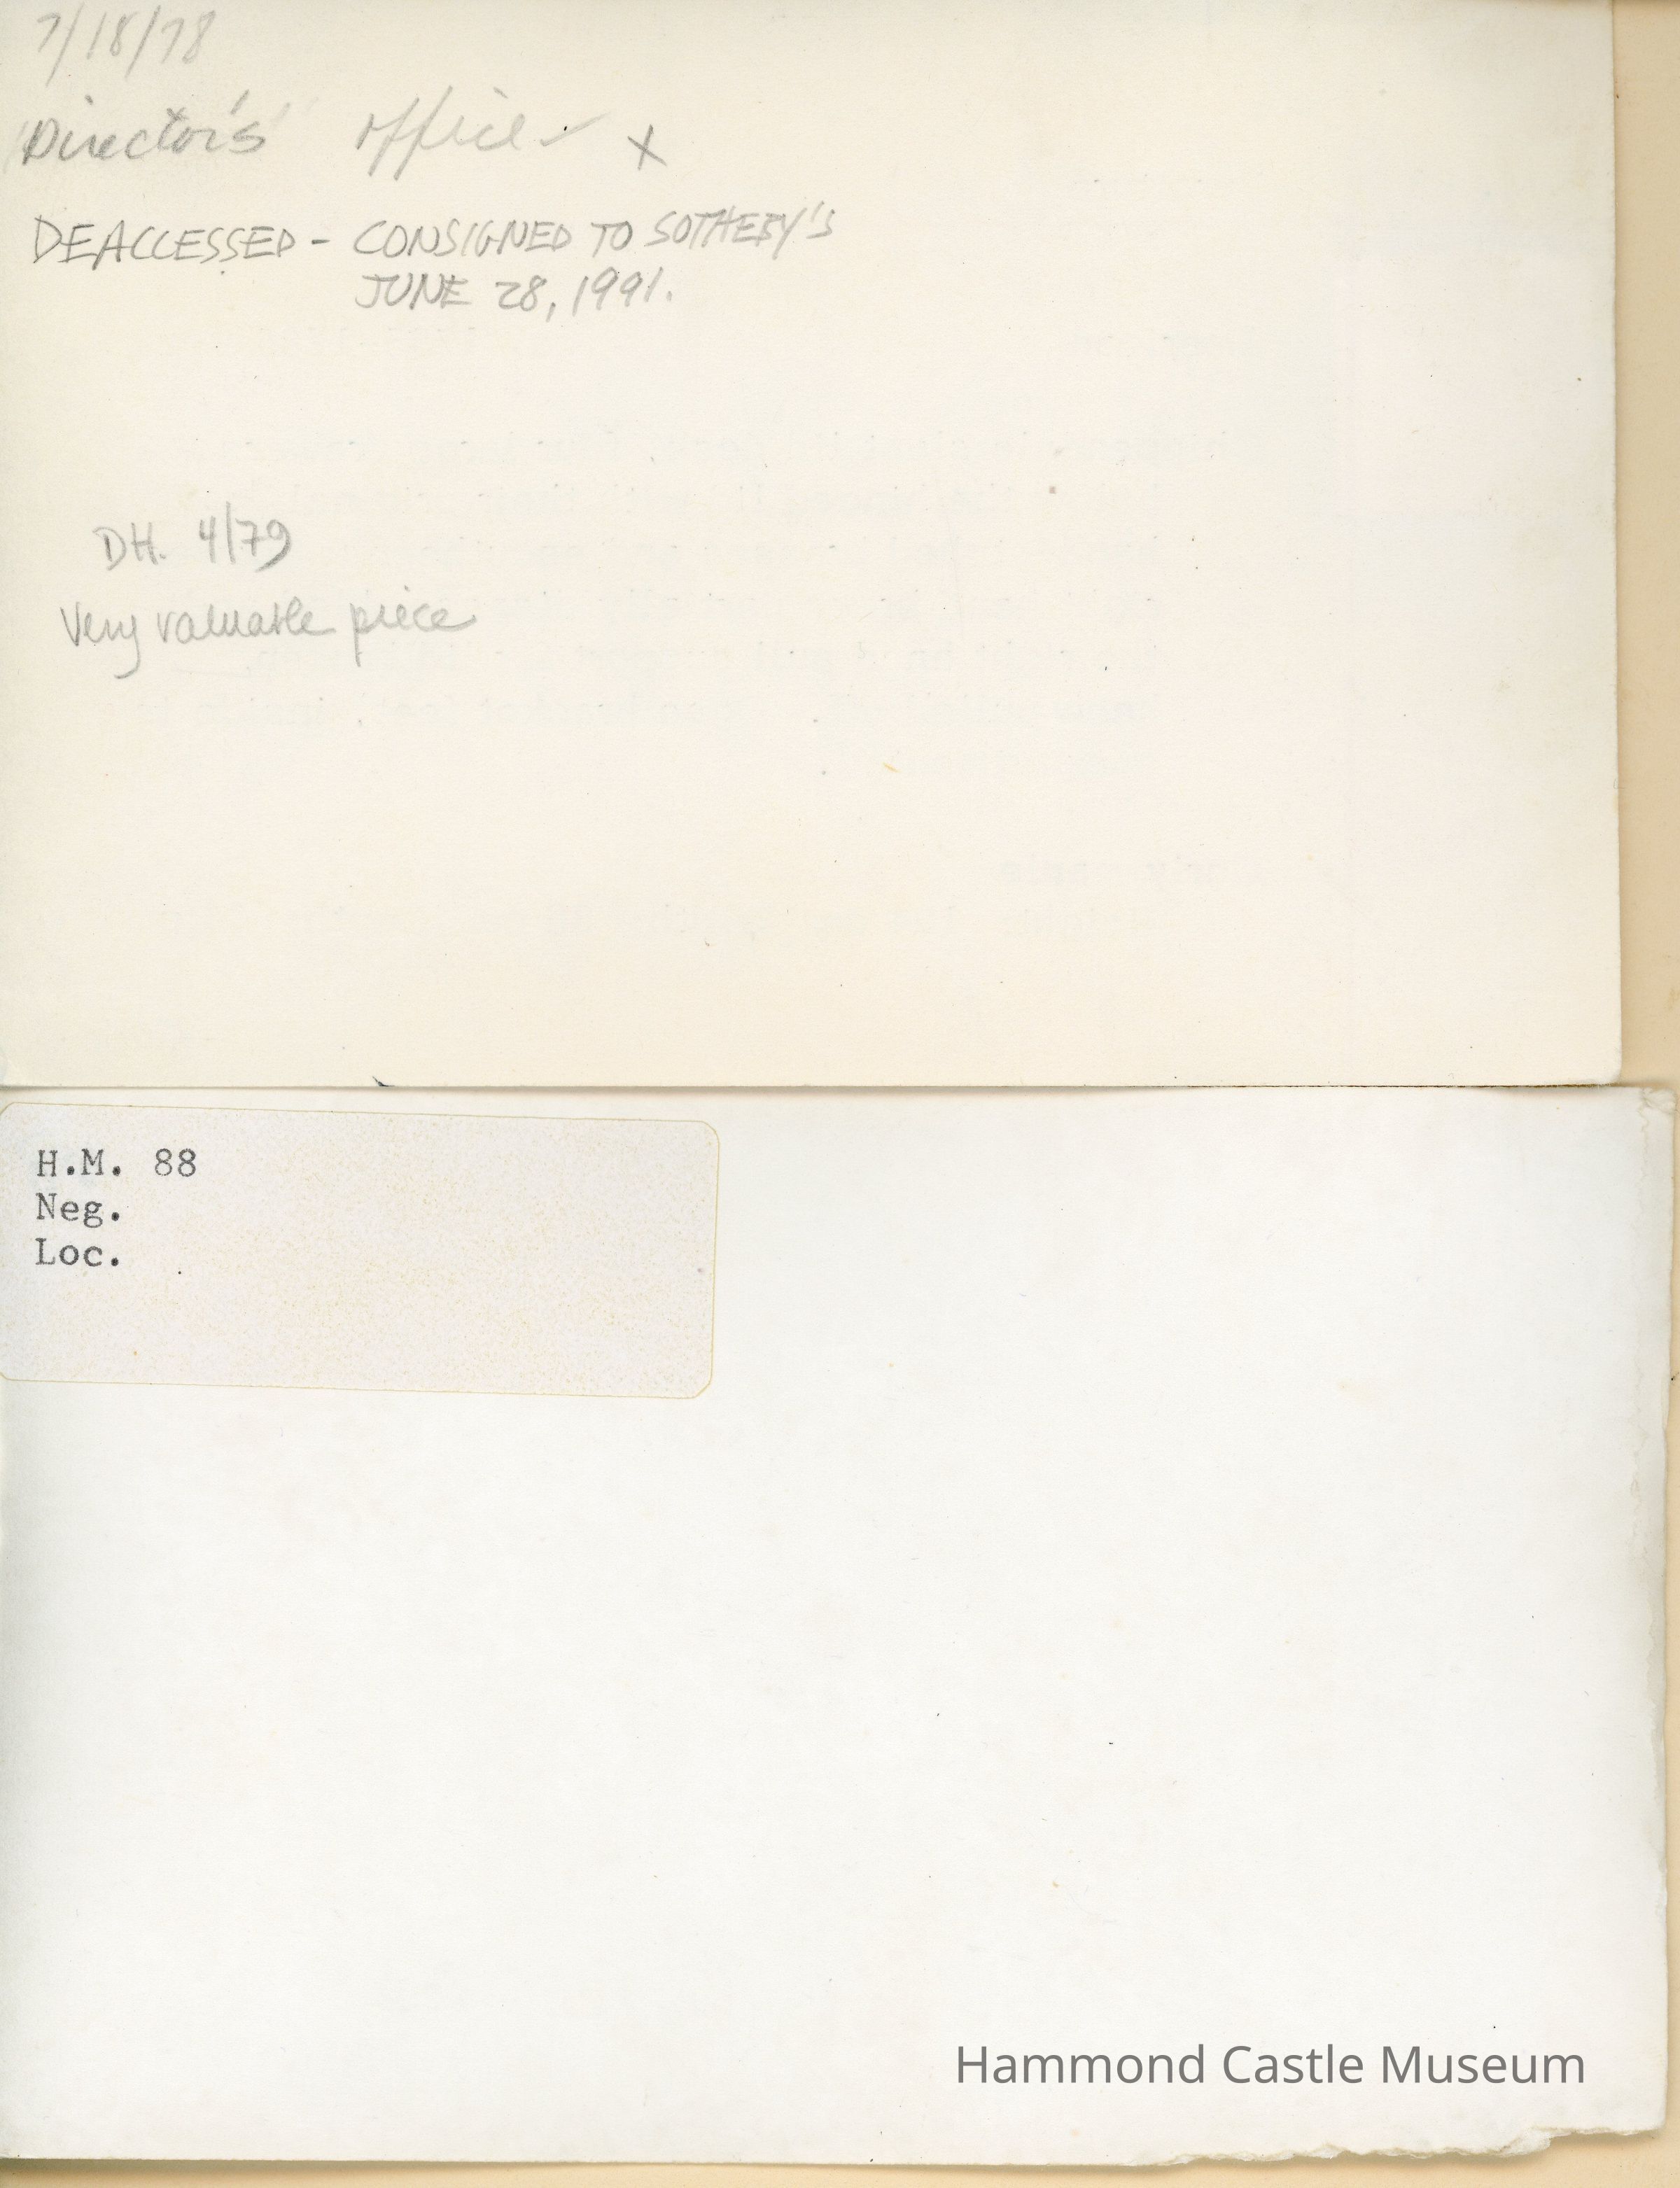 7/18/78
Director's office x
DEACCESSED - CONSIGNED TO SOTHEBY'S
JUNE 28, 1991.
DH. 4/79
Very valuable piece
H.M. 88
Neg.
Loc.
Hammond Castle Museum